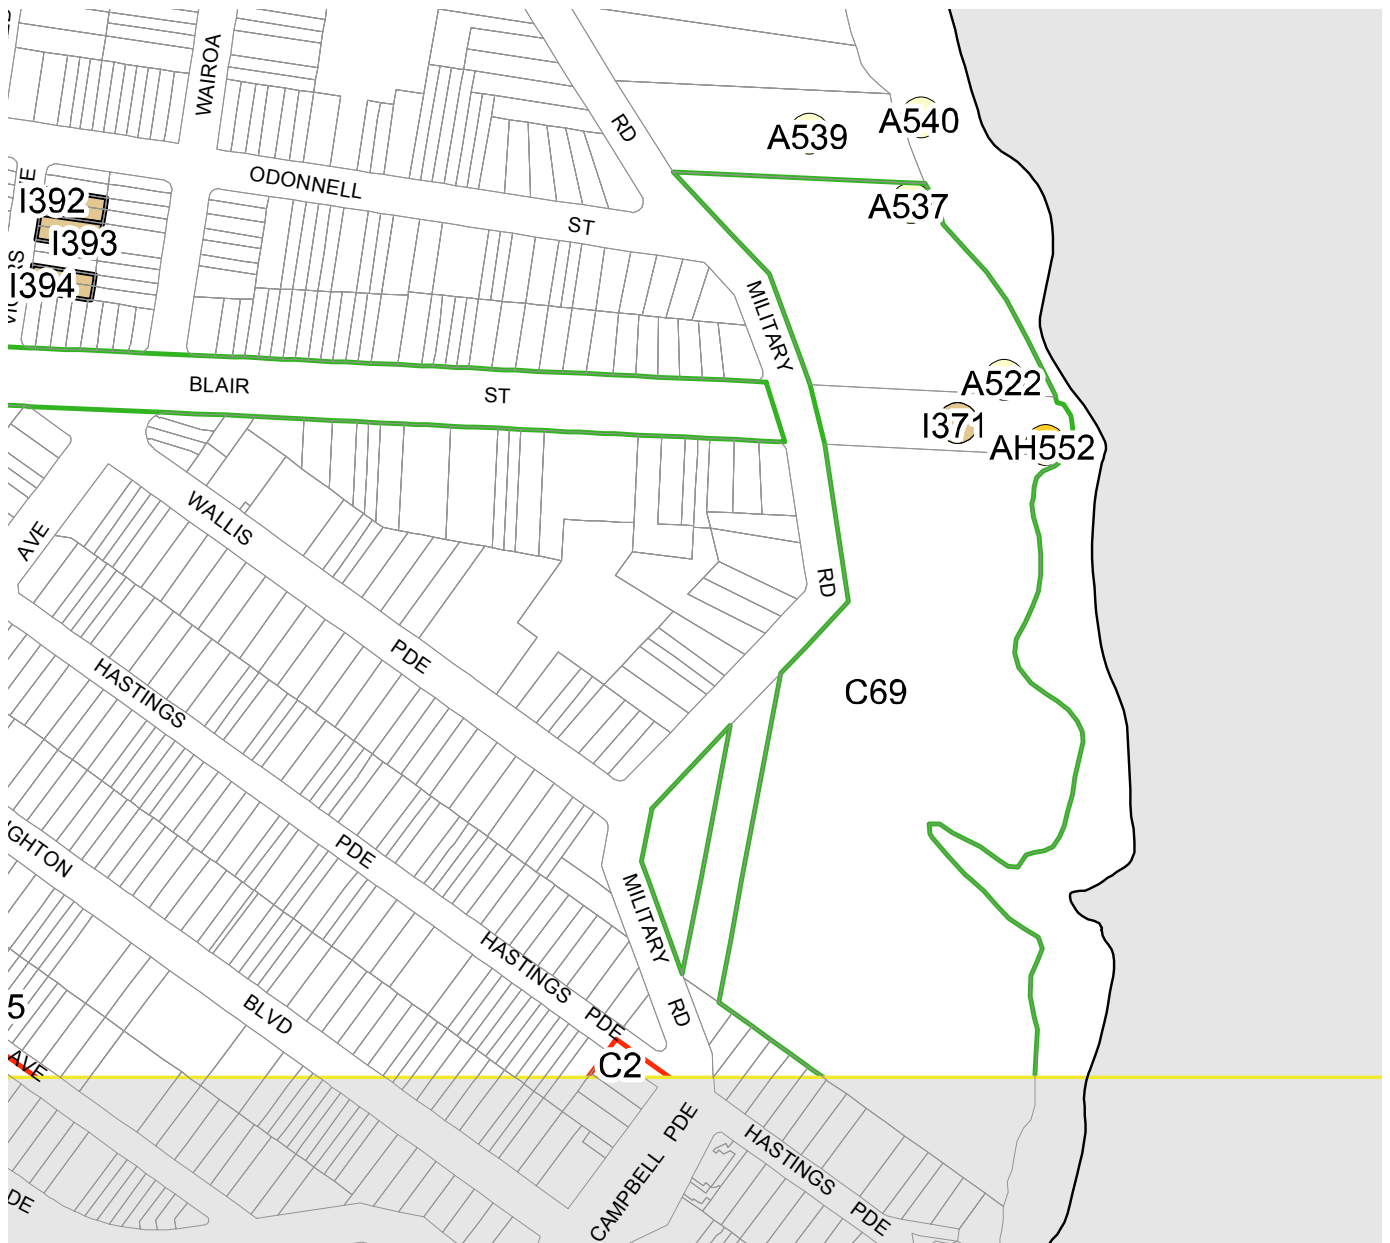 WAIROA
RD
A539
A540
ODONNELL
ST
I392
I393
I394
A537
MILITARY
BLAIR
ST
A522
I371
AH552
WALLIS
AVE
RD
PDE
HASTINGS
C69
PDE
MILITARY
HASTINGS
PDE
GHTON
BLVD
RD
5
AVE
C2
CAMPBELL PDE
HASTINGS
PDE
DE